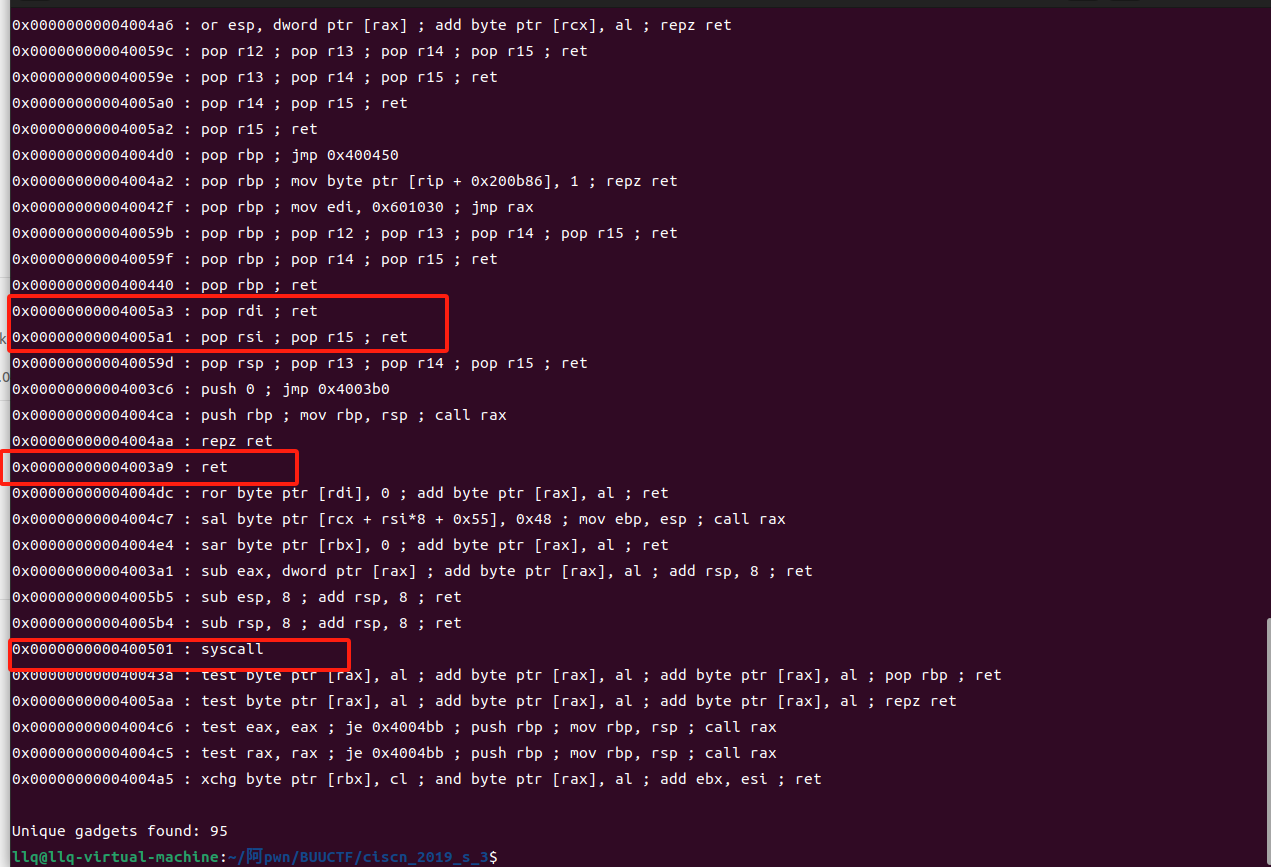 0x00000000004004a6 : or esp, dword ptr [rax] ; add byte ptr [rcx], al ; repz ret
0x000000000040059c : pop r12 ; pop r13 ; pop r14 ; pop r15 ; ret
0x000000000040059e : pop r13 ; pop r14 ; pop r15 ; ret
0x00000000004005a0 : pop r14 ; pop r15 ; ret
0x00000000004005a2 : pop r15 ; ret
0x00000000004004d0 : pop rbp ; jmp 0x400450
0x00000000004004a2 : pop rbp ; mov byte ptr [rip + 0x200b86], 1 ; repz ret
0x000000000040042f : pop rbp ; mov edi, 0x601030 ; jmp rax
0x000000000040059b : pop rbp ; pop r12 ; pop r13 ; pop r14 ; pop r15 ; ret
0x000000000040059f : pop rbp ; pop r14 ; pop r15 ; ret
0x0000000000400440 : pop rbp ; ret
0x00000000004005a3 : pop rdi ; ret
0x00000000004005a1 : pop rsi ; pop r15 ; ret
0x000000000040059d : pop rsp ; pop r13 ; pop r14 ; pop r15 ; ret
0x00000000004003c6 : push 0 ; jmp 0x4003b0
0x00000000004004ca : push rbp ; mov rbp, rsp ; call rax
0x00000000004004aa : repz ret
0x00000000004003a9 : ret
0x00000000004004dc : ror byte ptr [rdi], 0 ; add byte ptr [rax], al ; ret
0x00000000004004c7 : sal byte ptr [rcx + rsi*8 + 0x55], 0x48 ; mov ebp, esp ; call rax
0x00000000004004e4 : sar byte ptr [rbx], 0 ; add byte ptr [rax], al ; ret
0x00000000004003a1 : sub eax, dword ptr [rax] ; add byte ptr [rax], al ; add rsp, 8 ; ret
0x00000000004005b5 : sub esp, 8 ; add rsp, 8 ; ret
0x00000000004005b4 : sub rsp, 8 ; add rsp, 8 ; ret
0x0000000000400501 : syscall
0x000000000040043a : test byte ptr [rax], al ; add byte ptr [rax], al ; add byte ptr [rax], al ; pop rbp ; ret
0x00000000004005aa : test byte ptr [rax], al ; add byte ptr [rax], al ; add byte ptr [rax], al ; repz ret
0x00000000004004c6 : test eax, eax ; je 0x4004bb ; push rbp ; mov rbp, rsp ; call rax
0x00000000004004c5 : test rax, rax ; je 0x4004bb ; push rbp ; mov rbp, rsp ; call rax
0x00000000004004a5 : xchg byte ptr [rbx], cl ; and byte ptr [rax], al ; add ebx, esi ; ret
Unique gadgets found: 95
llq@llq-virtual-machine:~/阿pwn/BUUCTF/ciscn_2019_s_3$